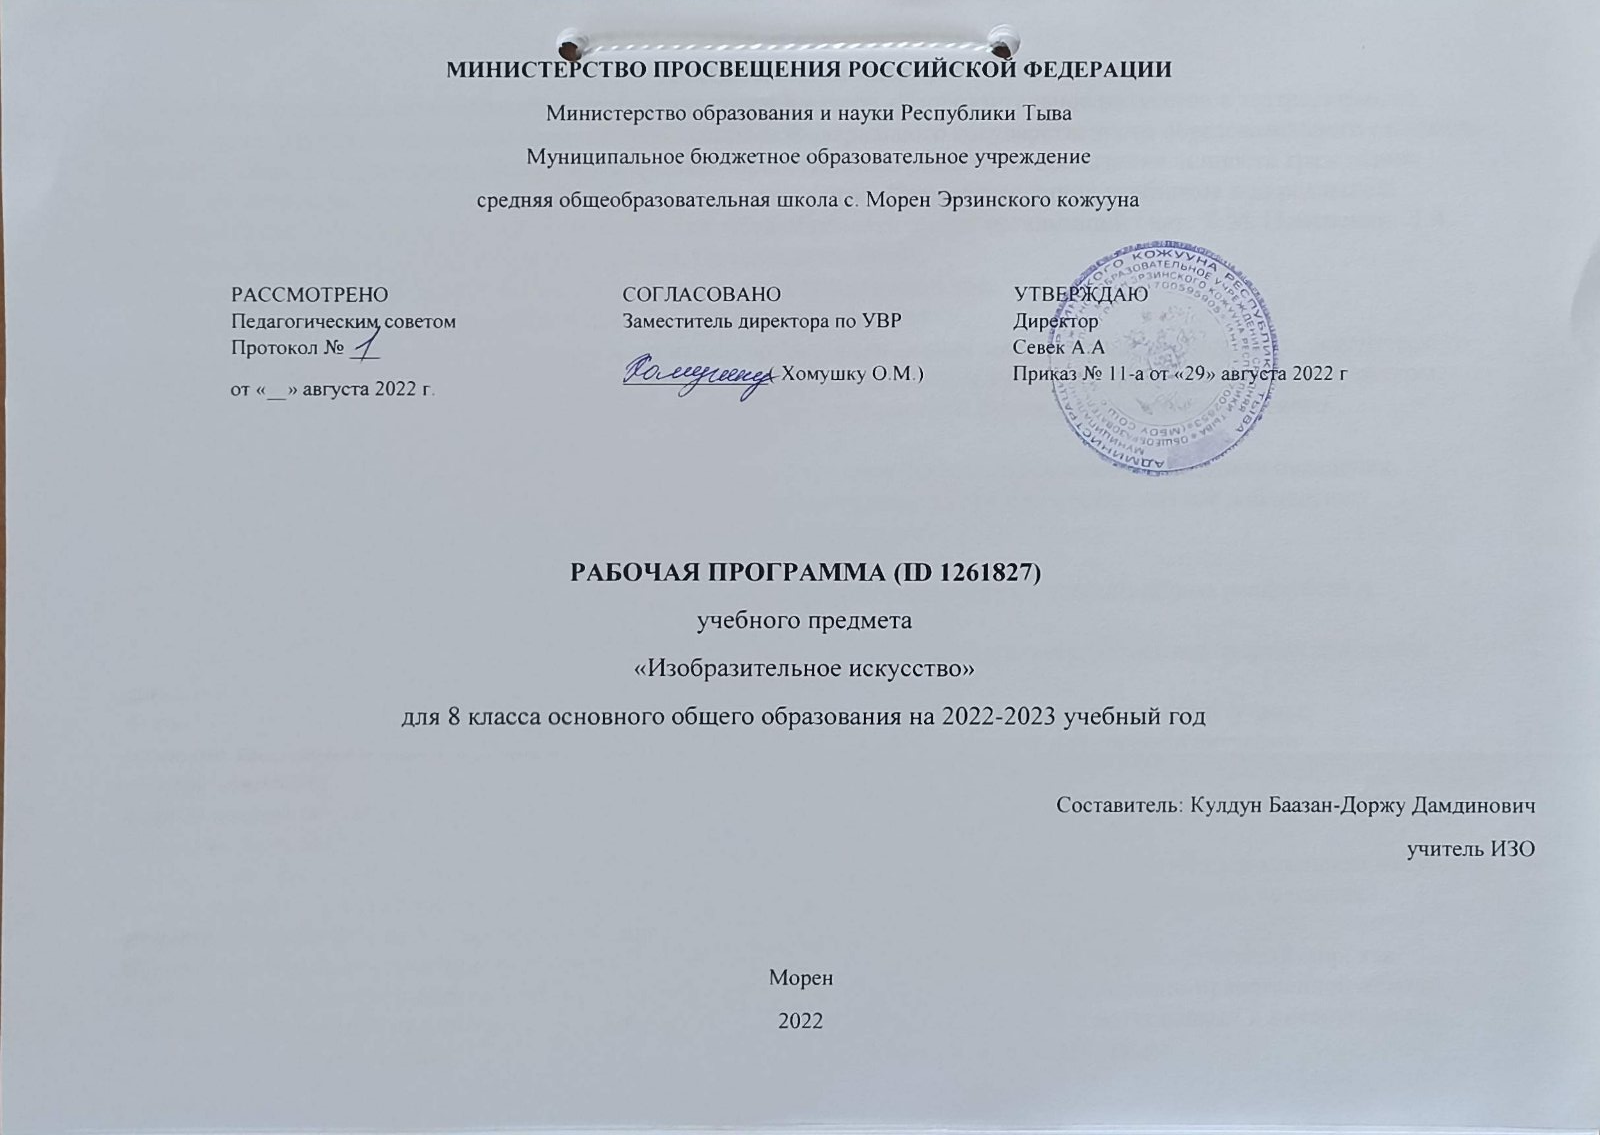 МИНИСТЕРСТВО ПРОСВЕЩЕНИЯ РОССИЙСКОЙ ФЕДЕРАЦИИ
Министерство образования и науки Республики Тыва
Муниципальное бюджетное образовательное учреждение
средняя общеобразовательная школа с. Морен Эрзинского кожууна
РАССМОТРЕНО
Педагогическим советом
Протокол № 1
от «__» августа 2022 г.
СОГЛАСОВАНО
Заместитель директора по УВР
( Хомушку О.М.)
УТВЕРЖДАЮ
Директор
Севек А.А
Приказ № 11-а от «29» августа 2022 г
РАБОЧАЯ ПРОГРАММА (ID 1261827)
учебного предмета
«Изобразительное искусство»
для 8 класса основного общего образования на 2022-2023 учебный год
Составитель: Кулдун Баазан-Доржу Дамдинович
учитель ИЗО
Морен
2022